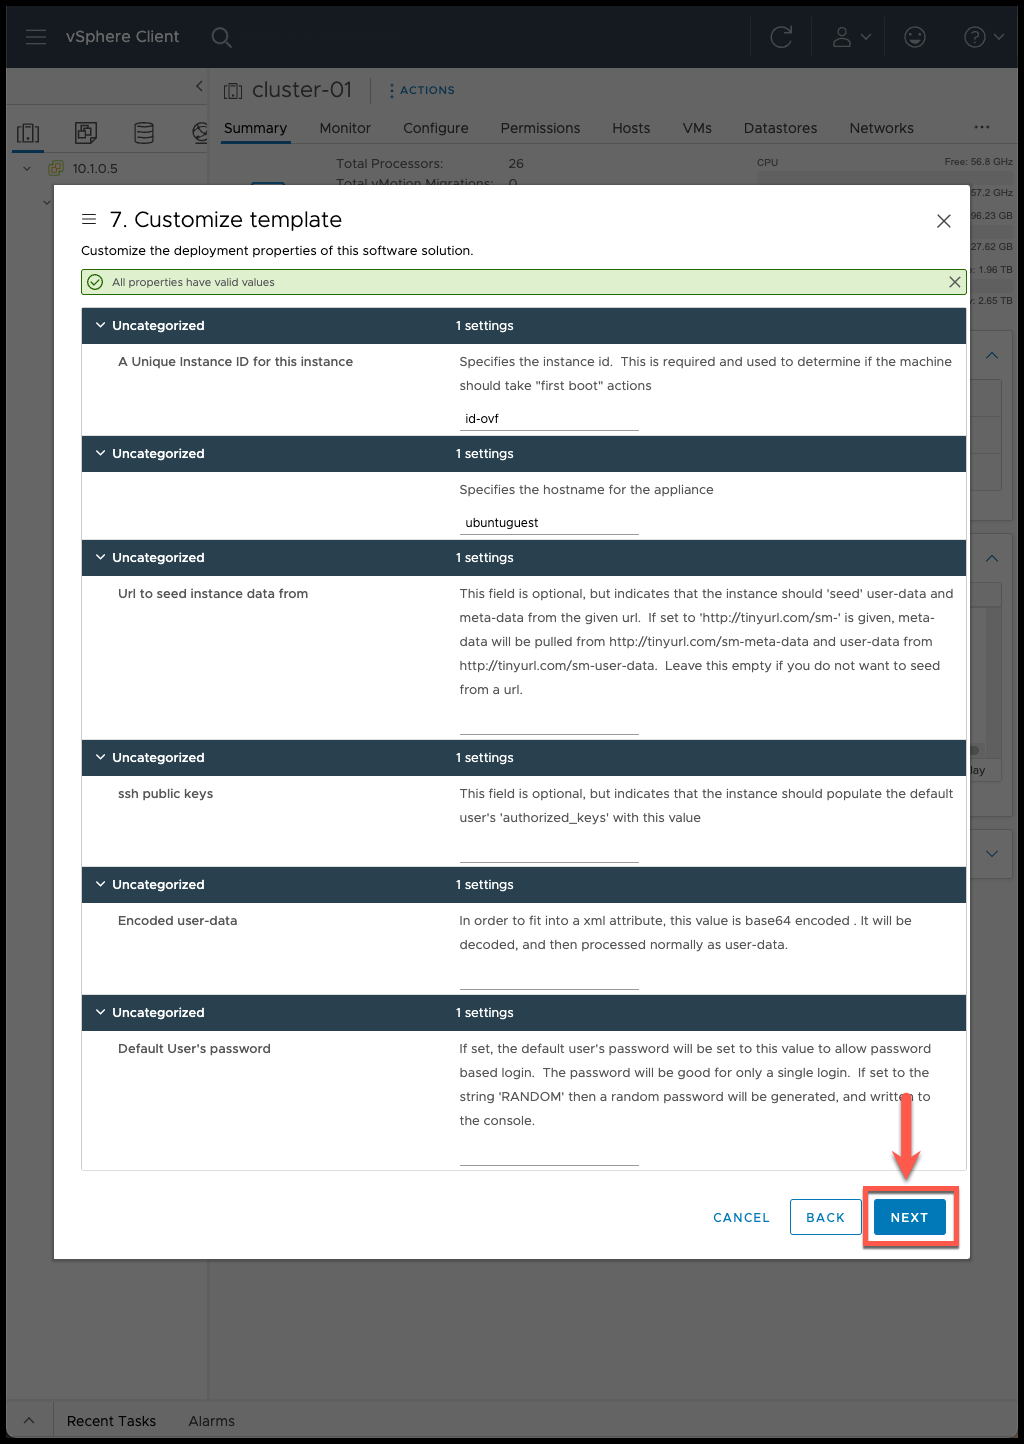 vSphere Client
cluster-01
ACTIONS
Summary Monitor Configure Permissions Hosts VMs Datastores Networks ...
10.1.0.5
Total Processors: 26
Total vMotion Migrations: 0
CPU Free: 56.8 GHz
57.2 GHz
96.23 GB
27.62 GB
1.96 TB
2.65 TB
7. Customize template
Customize the deployment properties of this software solution.
All properties have valid values
Uncategorized 1 settings
A Unique Instance ID for this instance
Specifies the instance id. This is required and used to determine if the machine
should take "first boot" actions
id-ovf
Uncategorized 1 settings
Specifies the hostname for the appliance
ubuntuguest
Uncategorized 1 settings
Url to seed instance data from
This field is optional, but indicates that the instance should 'seed' user-data and
meta-data from the given url. If set to 'http://tinyurl.com/sm-' is given, meta-
data will be pulled from http://tinyurl.com/sm-meta-data and user-data from
http://tinyurl.com/sm-user-data. Leave this empty if you do not want to seed
from a url.
Uncategorized 1 settings
ssh public keys
This field is optional, but indicates that the instance should populate the default
user's 'authorized_keys' with this value
Uncategorized 1 settings
Encoded user-data
In order to fit into a xml attribute, this value is base64 encoded . It will be
decoded, and then processed normally as user-data.
Uncategorized 1 settings
Default User's password
If set, the default user's password will be set to this value to allow password
based login. The password will be good for only a single login. If set to the
string 'RANDOM' then a random password will be generated, and written to
the console.
CANCEL BACK NEXT
Recent Tasks Alarms